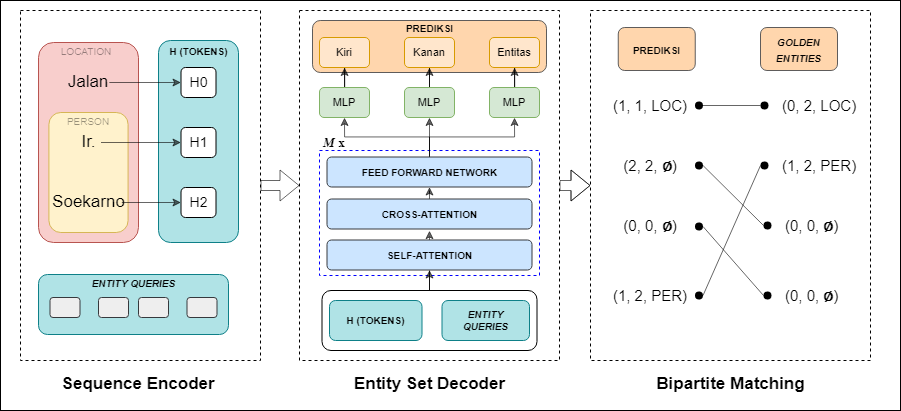 LOCATION
Jalan
PERSON
Ir.
Soekarno
H (TOKENS)
H0
H1
H2
ENTITY QUERIES
Sequence Encoder
PREDIKSI
Kiri
Kanan
Entitas
MLP
MLP
MLP
M x
FEED FORWARD NETWORK
CROSS-ATTENTION
SELF-ATTENTION
H (TOKENS)
ENTITY
QUERIES
Entity Set Decoder
PREDIKSI
GOLDEN
ENTITIES
(1, 1, LOC)
(0, 2, LOC)
(2, 2, ∅)
(1, 2, PER)
(0, 0, ∅)
(0, 0, ∅)
(1, 2, PER)
(0, 0, ∅)
Bipartite Matching